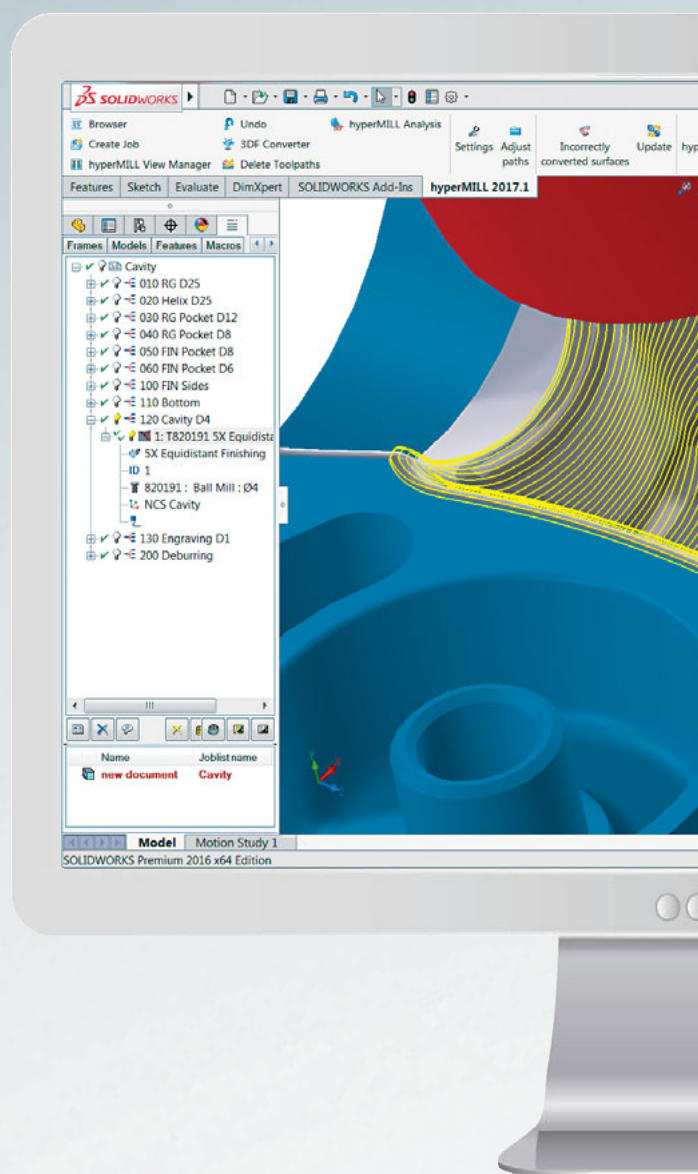 SOLIDWORKS
Browser Undo hyperMILL Analysis
Create Job 3DF Converter
hyperMILL View Manager Delete Toolpaths
Settings Adjust paths Incorrectly converted surfaces Update
Features Sketch Evaluate DimXpert SOLIDWORKS Add-Ins hyperMILL 2017.1
Frames Models Features Macros
Cavity
010 RG D25
020 Helix D25
030 RG Pocket D12
040 RG Pocket D8
050 FIN Pocket D8
060 FIN Pocket D6
100 FIN Sides
110 Bottom
120 Cavity D4
1: T820191 5X Equidista
5X Equidistant Finishing
ID 1
820191 ; Ball Mill ; Ø4
NCS Cavity
130 Engraving D1
200 Deburring
Name Joblist name
new document Cavity
Model Motion Study 1
SOLIDWORKS Premium 2016 x64 Edition